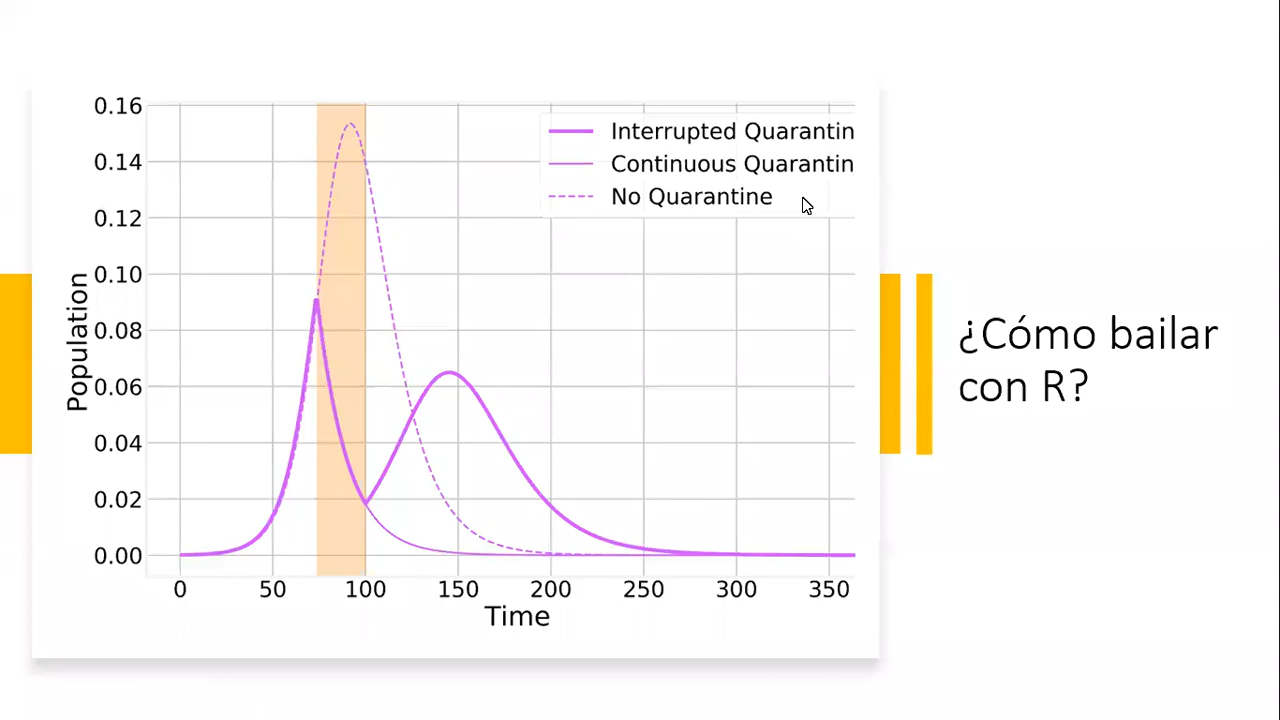 0.16
0.14
0.12
0.10
0.08
0.06
0.04
0.02
0.00
Population
0
50
100
150
200
250
300
350
Time
Interrupted Quarantin
Continuous Quarantin
No Quarantine
¿Cómo bailar
con R?